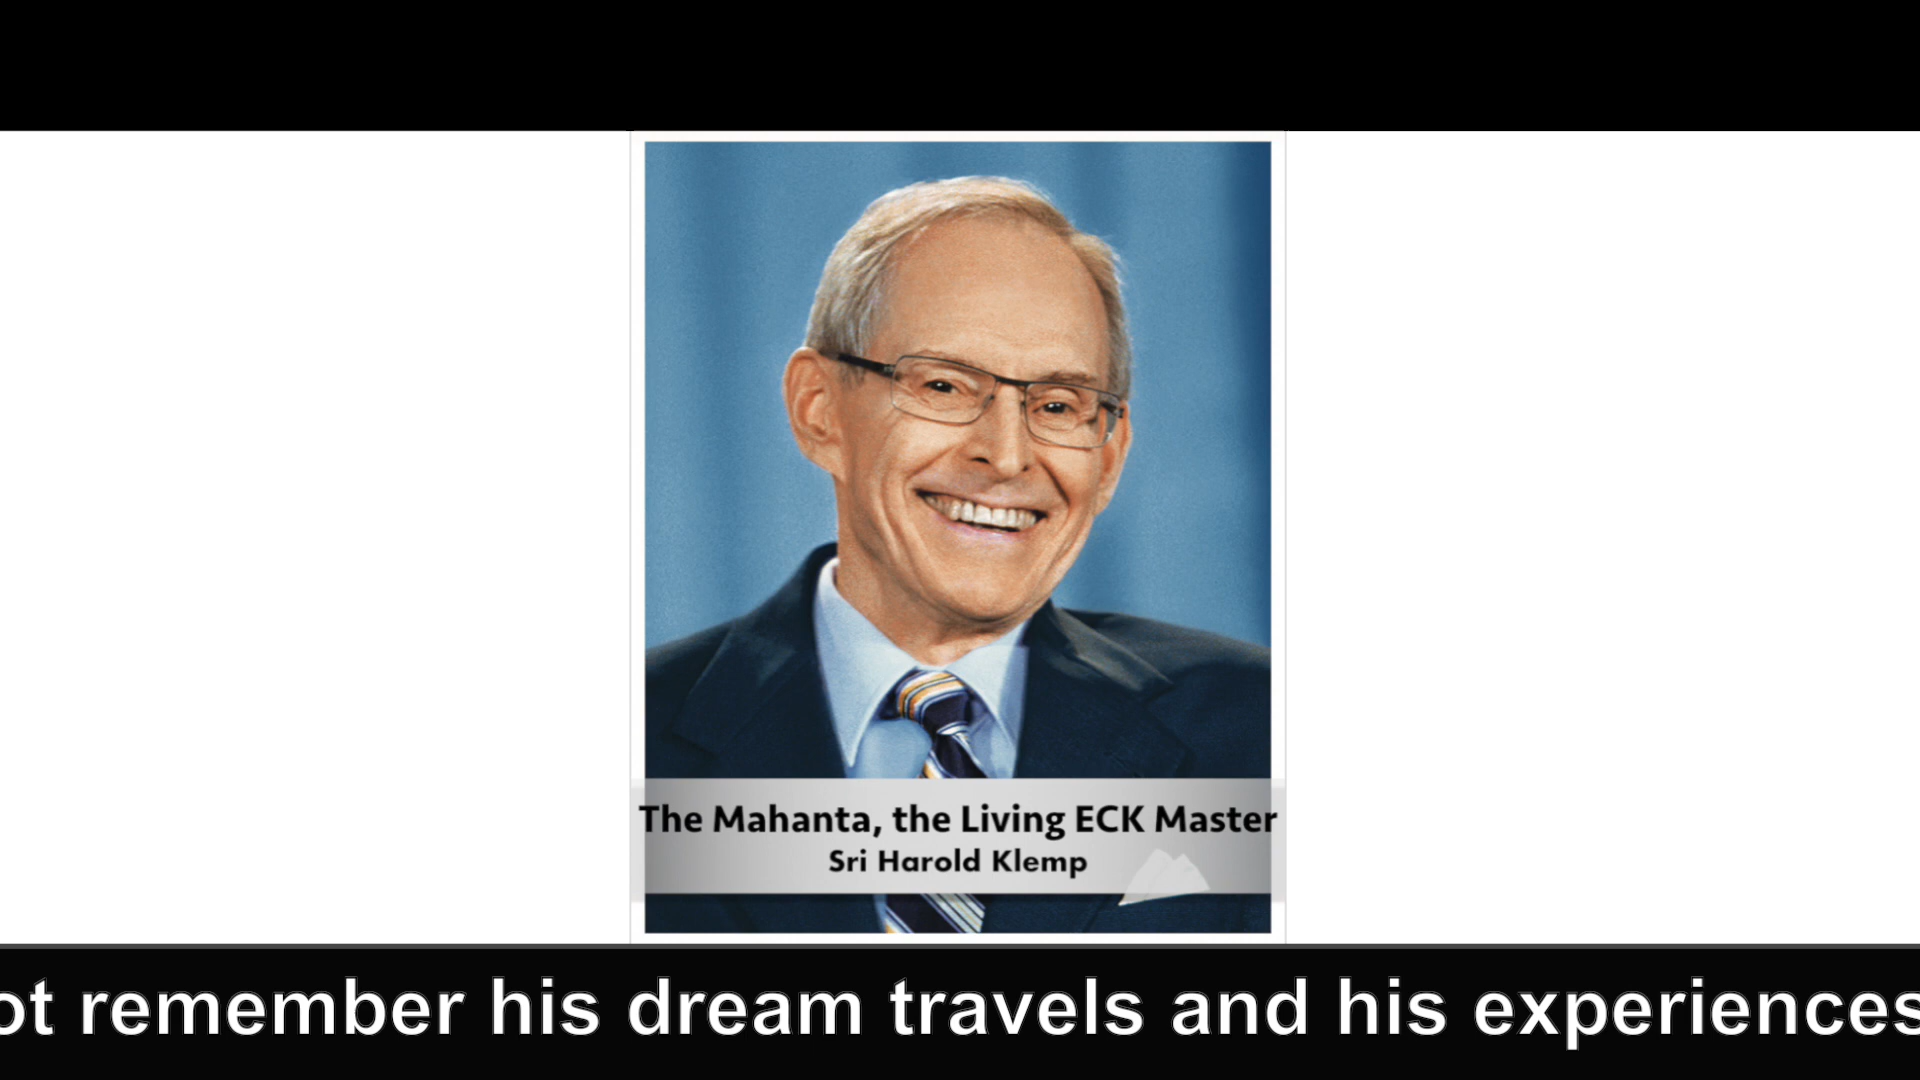 The Mahanta, the Living ECK Master
Sri Harold Klemp
remember his dream travels and his experiences